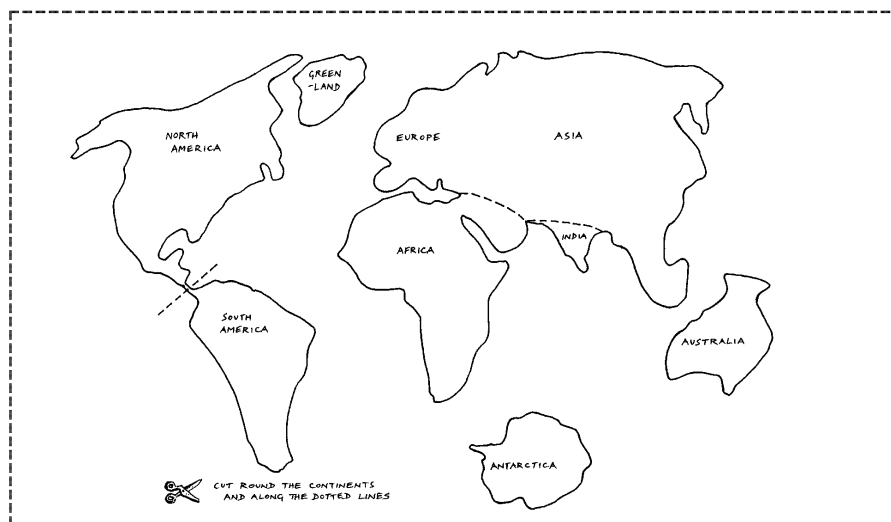 GREEN
-LAND
NORTH
AMERICA
EUROPE
ASIA
AFRICA
INDIA
SOUTH
AMERICA
AUSTRALIA
ANTARCTICA
CUT ROUND THE CONTINENTS
AND ALONG THE DOTTED LINES